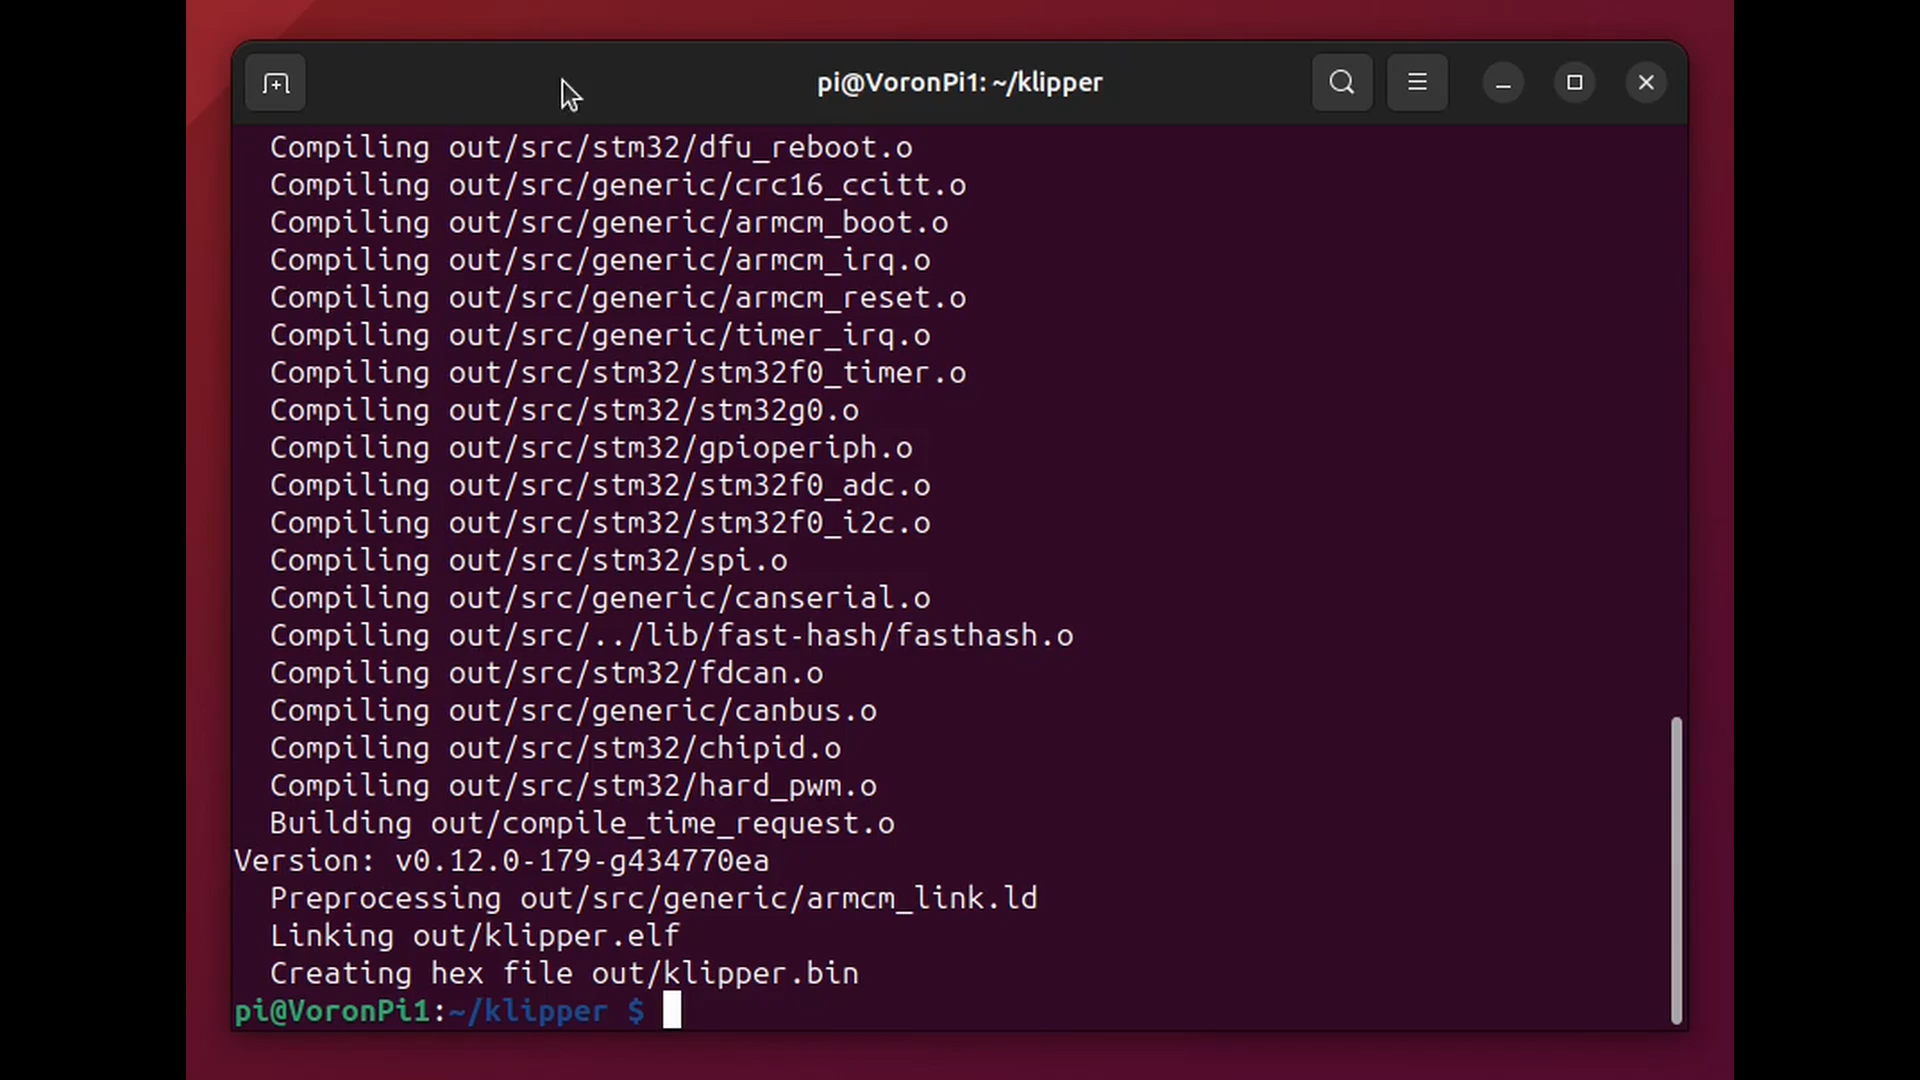 pi@VoronPi1: ~/klipper
Compiling out/src/stm32/dfu_reboot.o
Compiling out/src/generic/crc16_ccitt.o
Compiling out/src/generic/armcm_boot.o
Compiling out/src/generic/armcm_irq.o
Compiling out/src/generic/armcm_reset.o
Compiling out/src/generic/timer_irq.o
Compiling out/src/stm32/stm32f0_timer.o
Compiling out/src/stm32/stm32g0.o
Compiling out/src/stm32/gpioperiph.o
Compiling out/src/stm32/stm32f0_adc.o
Compiling out/src/stm32/stm32f0_i2c.o
Compiling out/src/stm32/spi.o
Compiling out/src/generic/canserial.o
Compiling out/src/../lib/fast-hash/fasthash.o
Compiling out/src/stm32/fdcan.o
Compiling out/src/generic/canbus.o
Compiling out/src/stm32/chipid.o
Compiling out/src/stm32/hard_pwm.o
Building out/compile_time_request.o
Version: v0.12.0-179-g434770ea
Preprocessing out/src/generic/armcm_link.ld
Linking out/klipper.elf
Creating hex file out/klipper.bin
pi@VoronPi1:~/klipper $